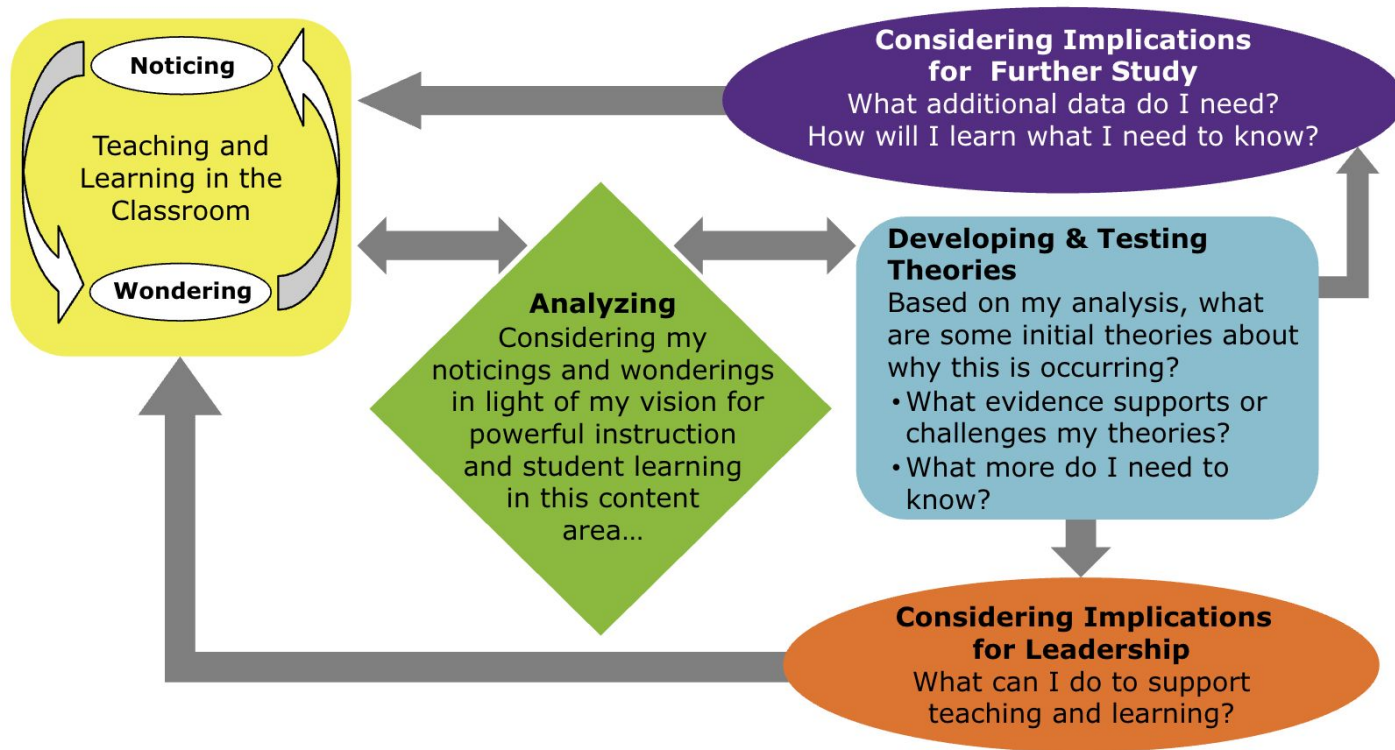 Noticing
Teaching and
Learning in the
Classroom
Wondering
Analyzing
Considering my
noticings and wonderings
in light of my vision for
powerful instruction
and student learning
in this content
area…
Considering Implications
for Further Study
What additional data do I need?
How will I learn what I need to know?
Developing & Testing
Theories
Based on my analysis, what
are some initial theories about
why this is occurring?
• What evidence supports or
challenges my theories?
• What more do I need to
know?
Considering Implications
for Leadership
What can I do to support
teaching and learning?